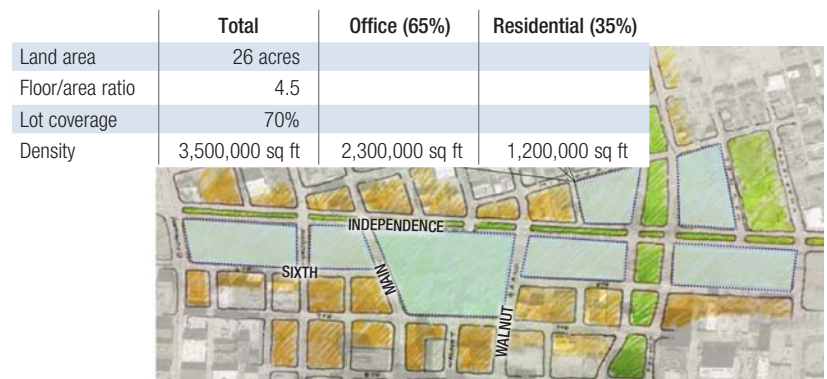 Total Office (65%) Residential (35%)
Land area 26 acres
Floor/area ratio 4.5
Lot coverage 70%
Density 3,500,000 sq ft 2,300,000 sq ft 1,200,000 sq ft
INDEPENDENCE
SIXTH
MAIN
WALNUT